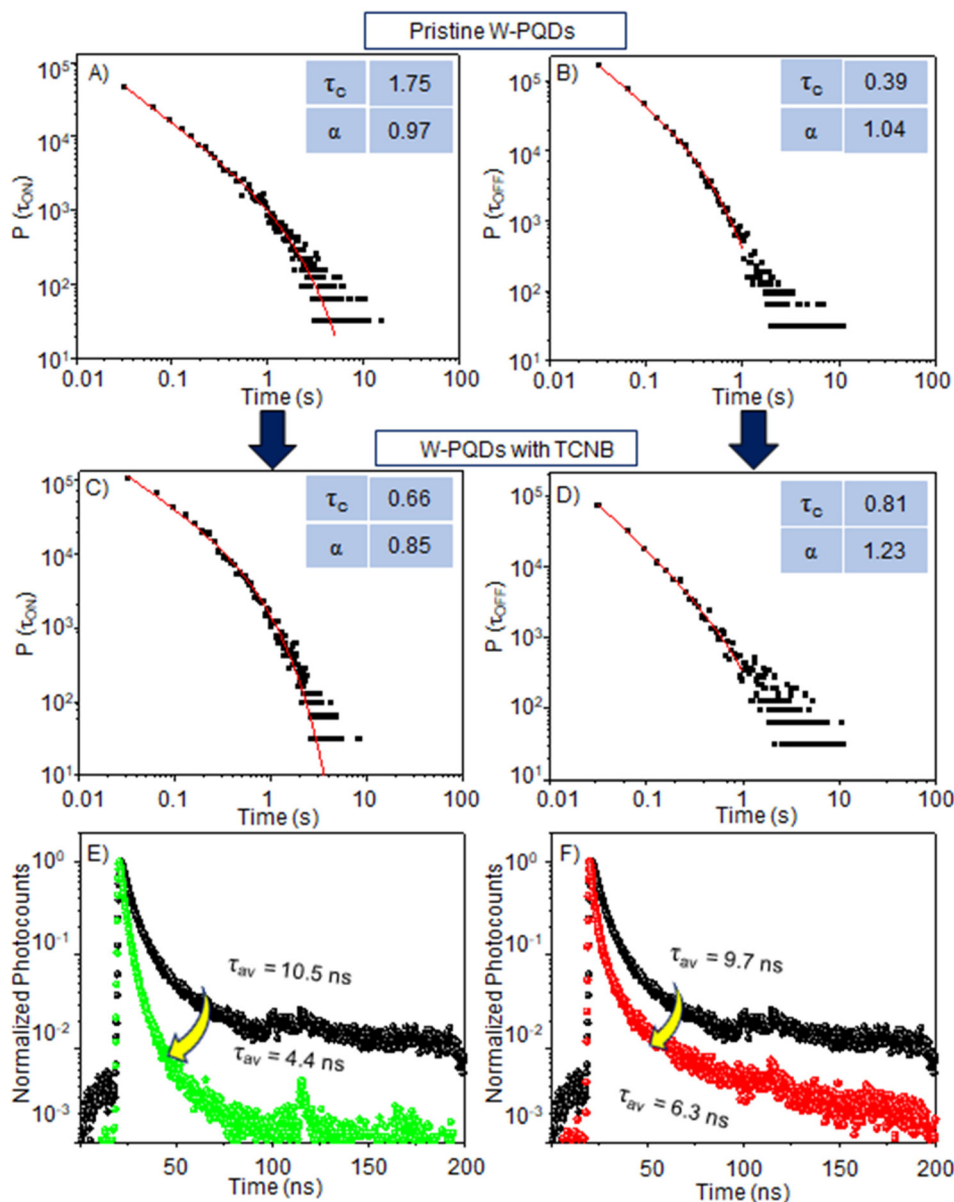 Pristine W-PQDs
A)
τc 1.75
α 0.97
P (τON)
10^5
10^4
10^3
10^2
10^1
0.01 0.1 1 10 100
Time (s)
B)
τc 0.39
α 1.04
P (τOFF)
10^5
10^4
10^3
10^2
10^1
0.01 0.1 1 10 100
Time (s)
W-PQDs with TCNB
C)
τc 0.66
α 0.85
P (τON)
10^5
10^4
10^3
10^2
10^1
0.01 0.1 1 10 100
Time (s)
D)
τc 0.81
α 1.23
P (τOFF)
10^5
10^4
10^3
10^2
10^1
0.01 0.1 1 10 100
Time (s)
E)
Normalized Photocounts
10^0
10^-1
10^-2
10^-3
τav = 10.5 ns
τav = 4.4 ns
50 100 150 200
Time (ns)
F)
Normalized Photocounts
10^0
10^-1
10^-2
10^-3
τav = 9.7 ns
τav = 6.3 ns
50 100 150 200
Time (ns)